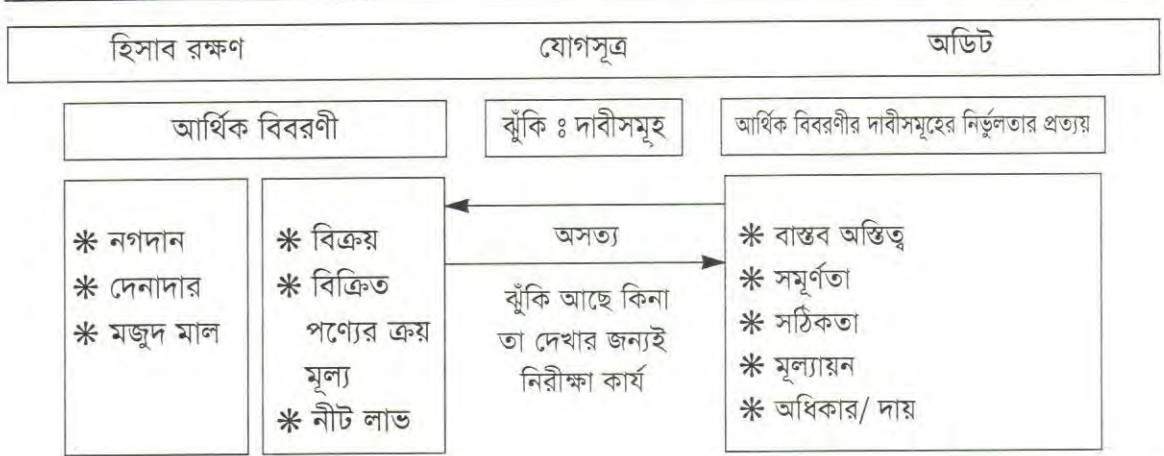 হিসাব রক্ষণ যোগসূত্র অডিট
আর্থিক বিবরণী
ঝুঁকি ঃ দাবীসমূহ
আর্থিক বিবরণীর দাবীসমূহের নির্ভুলতার প্রত্যয়
* নগদান
* দেনাদার
* মজুদ মাল
* বিক্রয়
* বিক্রিত
পণ্যের ক্রয়
মূল্য
* নীট লাভ
অসত্য
ঝুঁকি আছে কিনা
তা দেখার জন্যই
নিরীক্ষা কার্য
* বাস্তব অস্তিত্ব
* সমূর্ণতা
* সঠিকতা
* মূল্যায়ন
* অধিকার/ দায়